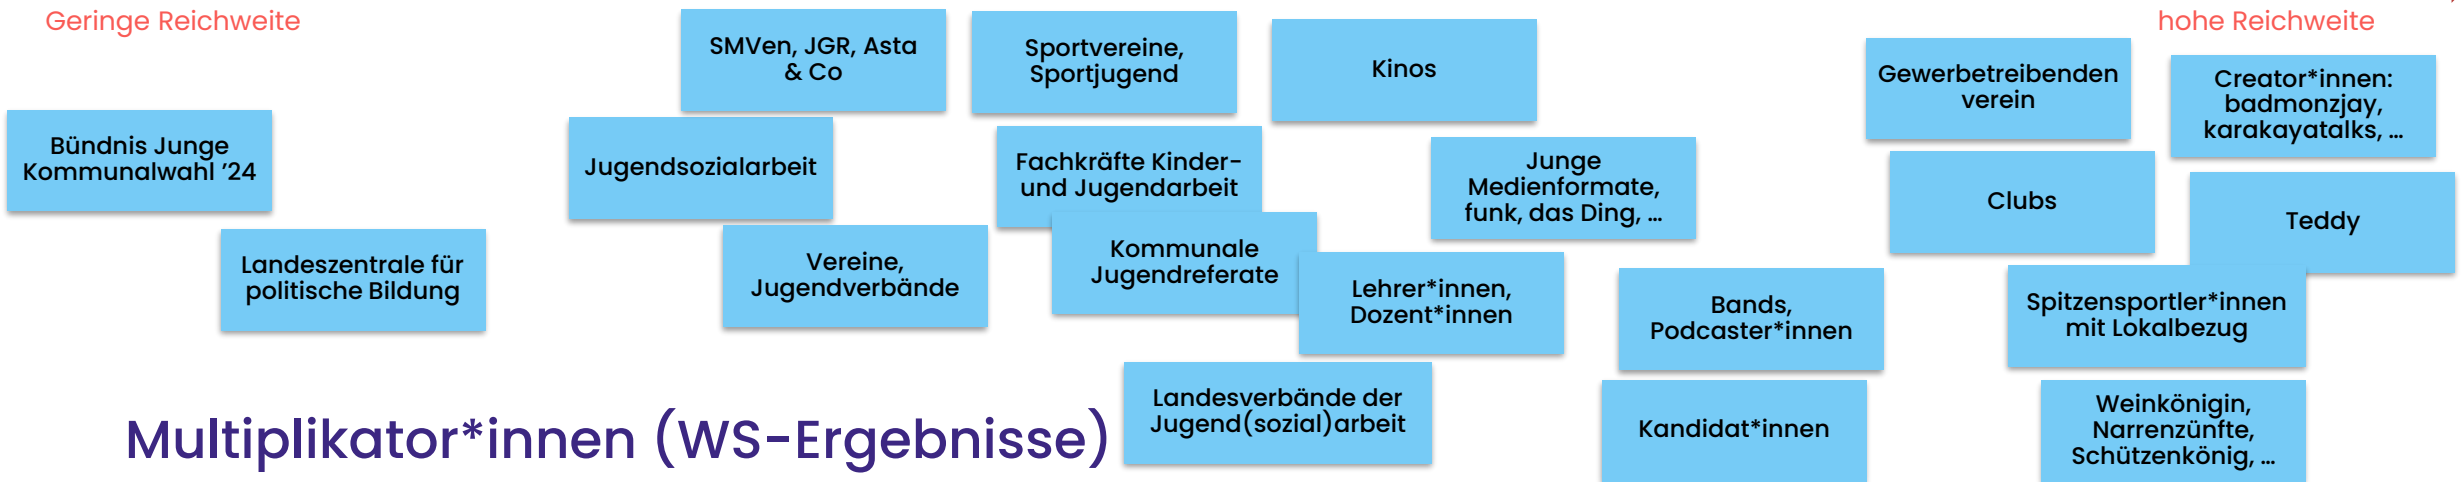 Geringe Reichweite
hohe Reichweite
SMVen, JGR, Asta
& Co
Sportvereine,
Sportjugend
Kinos
Gewerbetreibenden
verein
Creator*innen:
badmonzjay,
karakayatalks, …
Bündnis Junge
Kommunalwahl ’24
Jugendsozialarbeit
Fachkräfte Kinder-
und Jugendarbeit
Junge
Medienformate,
funk, das Ding, …
Clubs
Teddy
Landeszentrale für
politische Bildung
Vereine,
Jugendverbände
Kommunale
Jugendreferate
Lehrer*innen,
Dozent*innen
Bands,
Podcaster*innen
Spitzensportler*innen
mit Lokalbezug
Multiplikator*innen (WS-Ergebnisse)
Landesverbände der
Jugend(sozial)arbeit
Kandidat*innen
Weinkönigin,
Narrenzünfte,
Schützenkönig, …